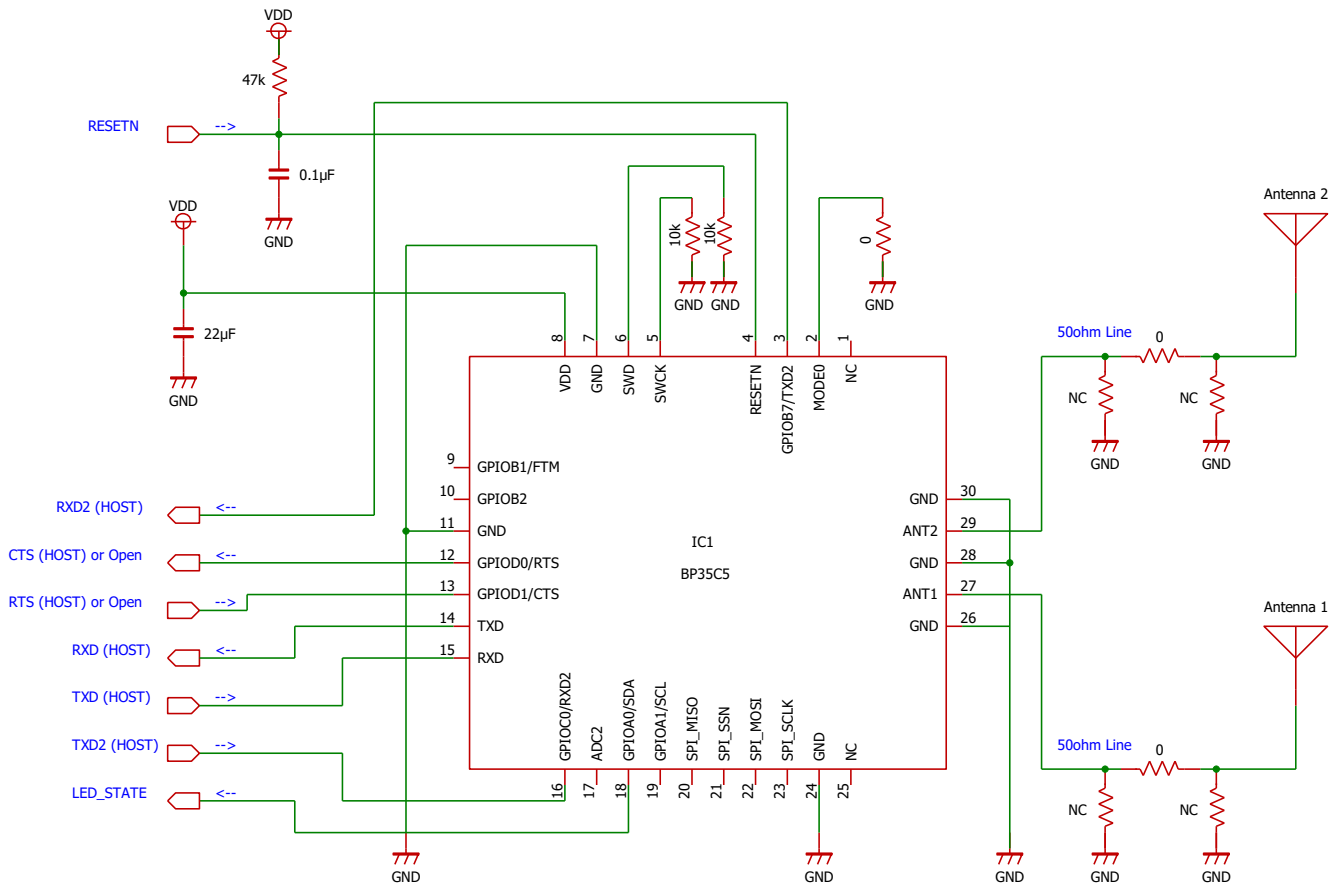 VDD
47k
RESETN
-->
0.1µF
GND
VDD
22µF
GND
10k
10k
GND
GND
0
GND
Antenna 2
50ohm Line
0
NC
NC
GND
GND
8
7
6
5
4
3
2
1
VDD
GND
SWD
SWCK
RESETN
GPIOB7/TXD2
MODE0
NC
9
GPIOB1/FTM
10
GPIOB2
11
GND
12
GPIOD0/RTS
13
GPIOD1/CTS
14
TXD
15
RXD
IC1
BP35C5
GND
30
ANT2
29
GND
28
ANT1
27
GND
26
RXD2 (HOST)
<--
CTS (HOST) or Open
<--
RTS (HOST) or Open
-->
RXD (HOST)
<--
TXD (HOST)
-->
TXD2 (HOST)
-->
LED_STATE
<--
GPIOC0/RXD2
ADC2
GPIOA0/SDA
GPIOA1/SCL
SPI_MISO
SPI_SSN
SPI_MOSI
SPI_SCLK
GND
NC
16
17
18
19
20
21
22
23
24
25
Antenna 1
50ohm Line
0
NC
NC
GND
GND
GND
GND
GND